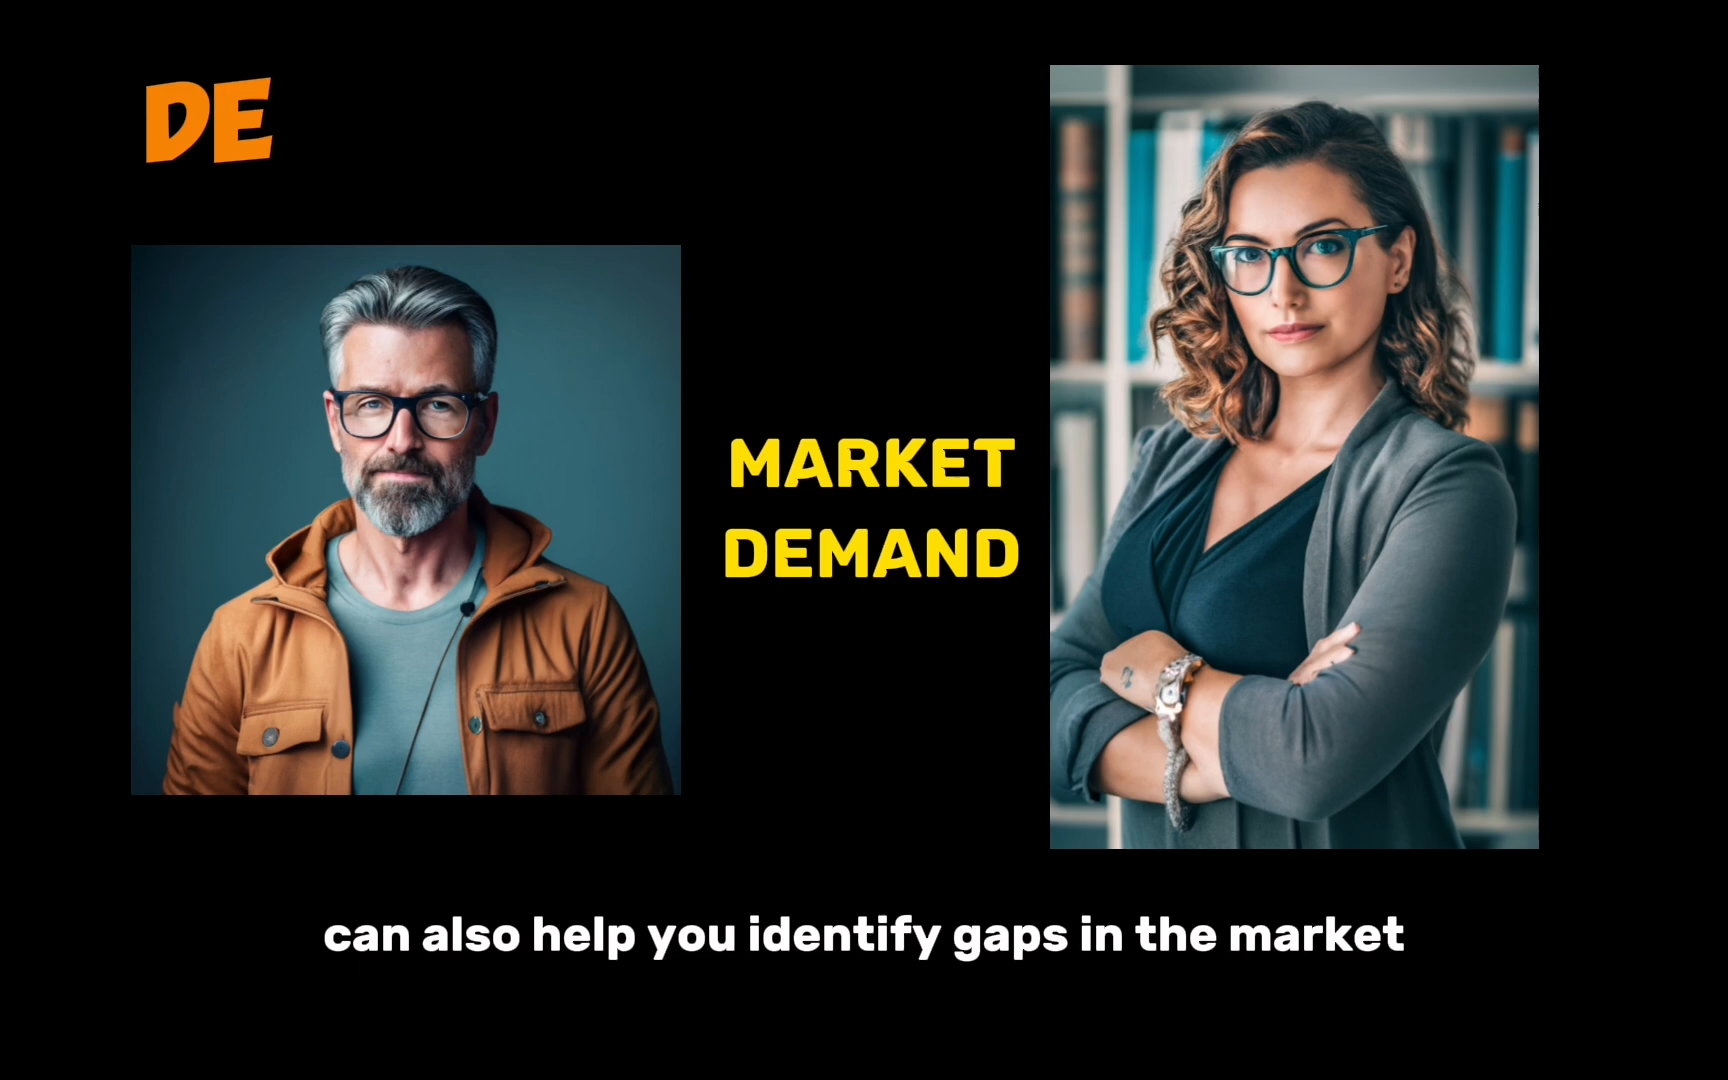 DE
MARKET
DEMAND
can also help you identify gaps in the market